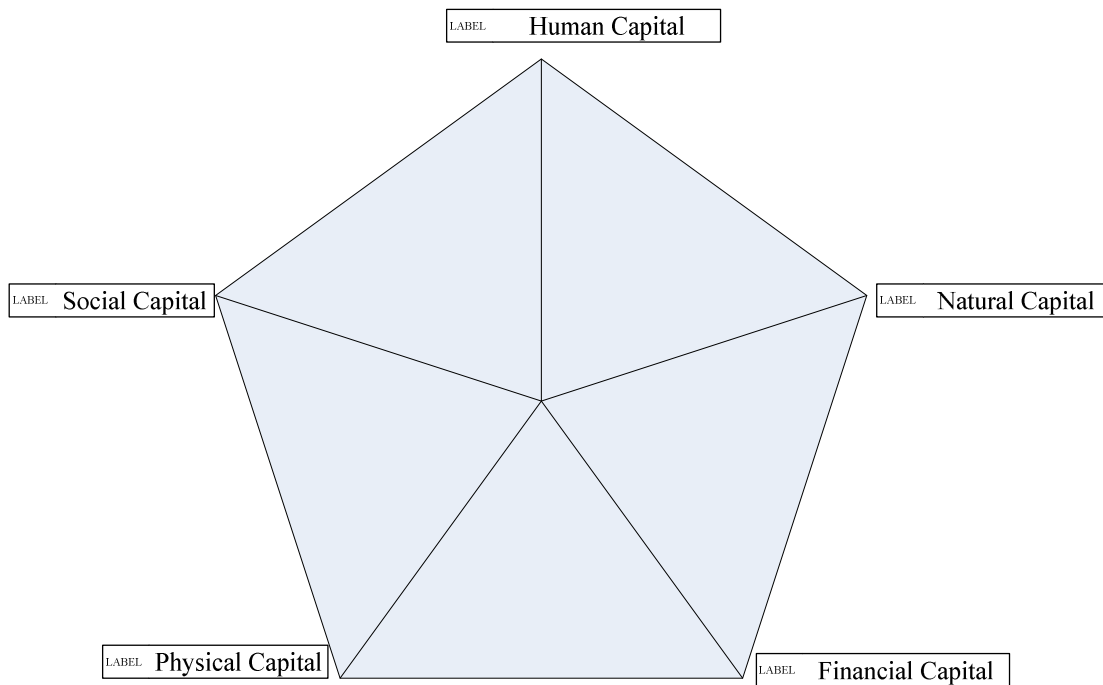 LABEL Human Capital
LABEL Social Capital
LABEL Natural Capital
LABEL Physical Capital
LABEL Financial Capital